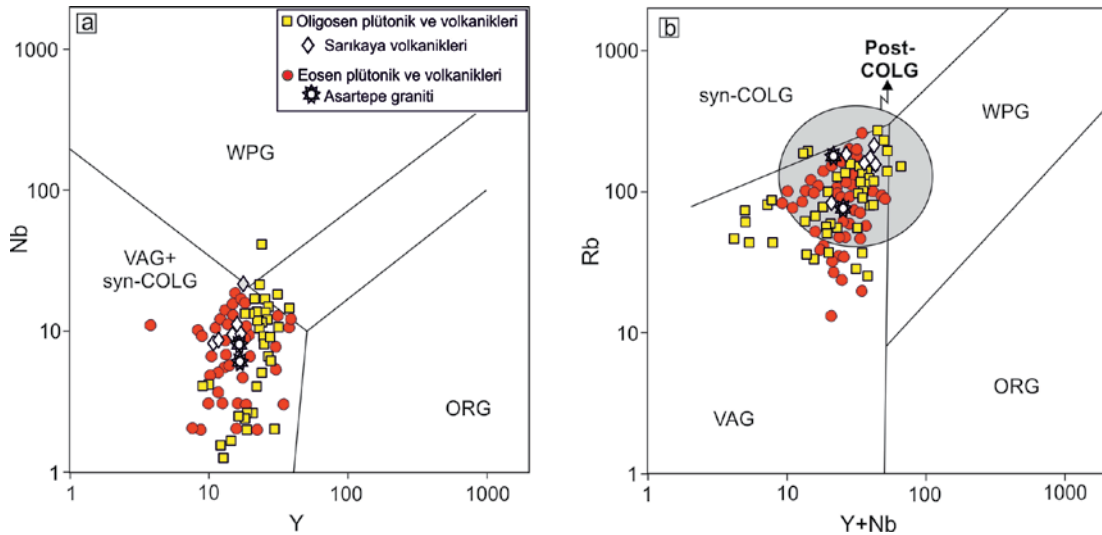 a
Oligosen plütonik ve volkanikleri
Sarıkaya volkanikleri
Eosen plütonik ve volkanikleri
Asartepe graniti
1000
100
10
1
Nb
WPG
VAG+
syn-COLG
ORG
1 10 100 1000
Y
b
1000
100
10
1
Rb
Post-
COLG
syn-COLG
WPG
VAG
ORG
1 10 100 1000
Y+Nb